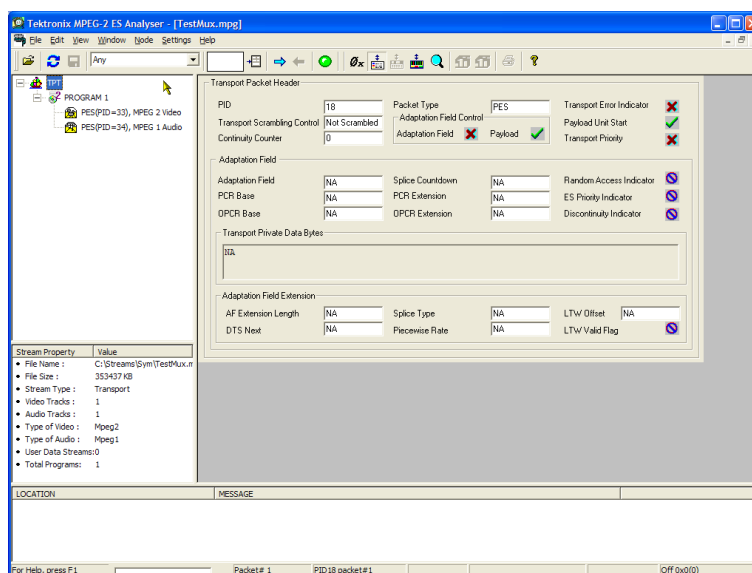 Tektronix MPEG-2 ES Analyser - [TestMux.mpg]
File Edit View Window Node Settings Help
Any
TPT
PROGRAM 1
PES(PID=33), MPEG 2 Video
PES(PID=34), MPEG 1 Audio
Transport Packet Header
PID 18 Packet Type PES Transport Error Indicator
Transport Scrambling Control Not Scrambled Adaptation Field Control Payload Unit Start
Adaptation Field Payload
Continuity Counter 0 Transport Priority
Adaptation Field
Adaptation Field NA Splice Countdown NA Random Access Indicator
PCR Base NA PCR Extension NA ES Priority Indicator
OPCR Base NA OPCR Extension NA Discontinuity Indicator
Transport Private Data Bytes
NA
Adaptation Field Extension
AF Extension Length NA Splice Type NA LTW Offset NA
DTS Next NA Piecewise Rate NA LTW Valid Flag
Stream Property Value
File Name : C:\Streams\Sym\TestMux.m
File Size : 353437 KB
Stream Type : Transport
Video Tracks : 1
Audio Tracks : 1
Type of Video : Mpeg2
Type of Audio : Mpeg1
User Data Streams:0
Total Programs: 1
LOCATION MESSAGE
For Help, press F1 Packet# 1 PID18 packet#1 Off 0x0(0)